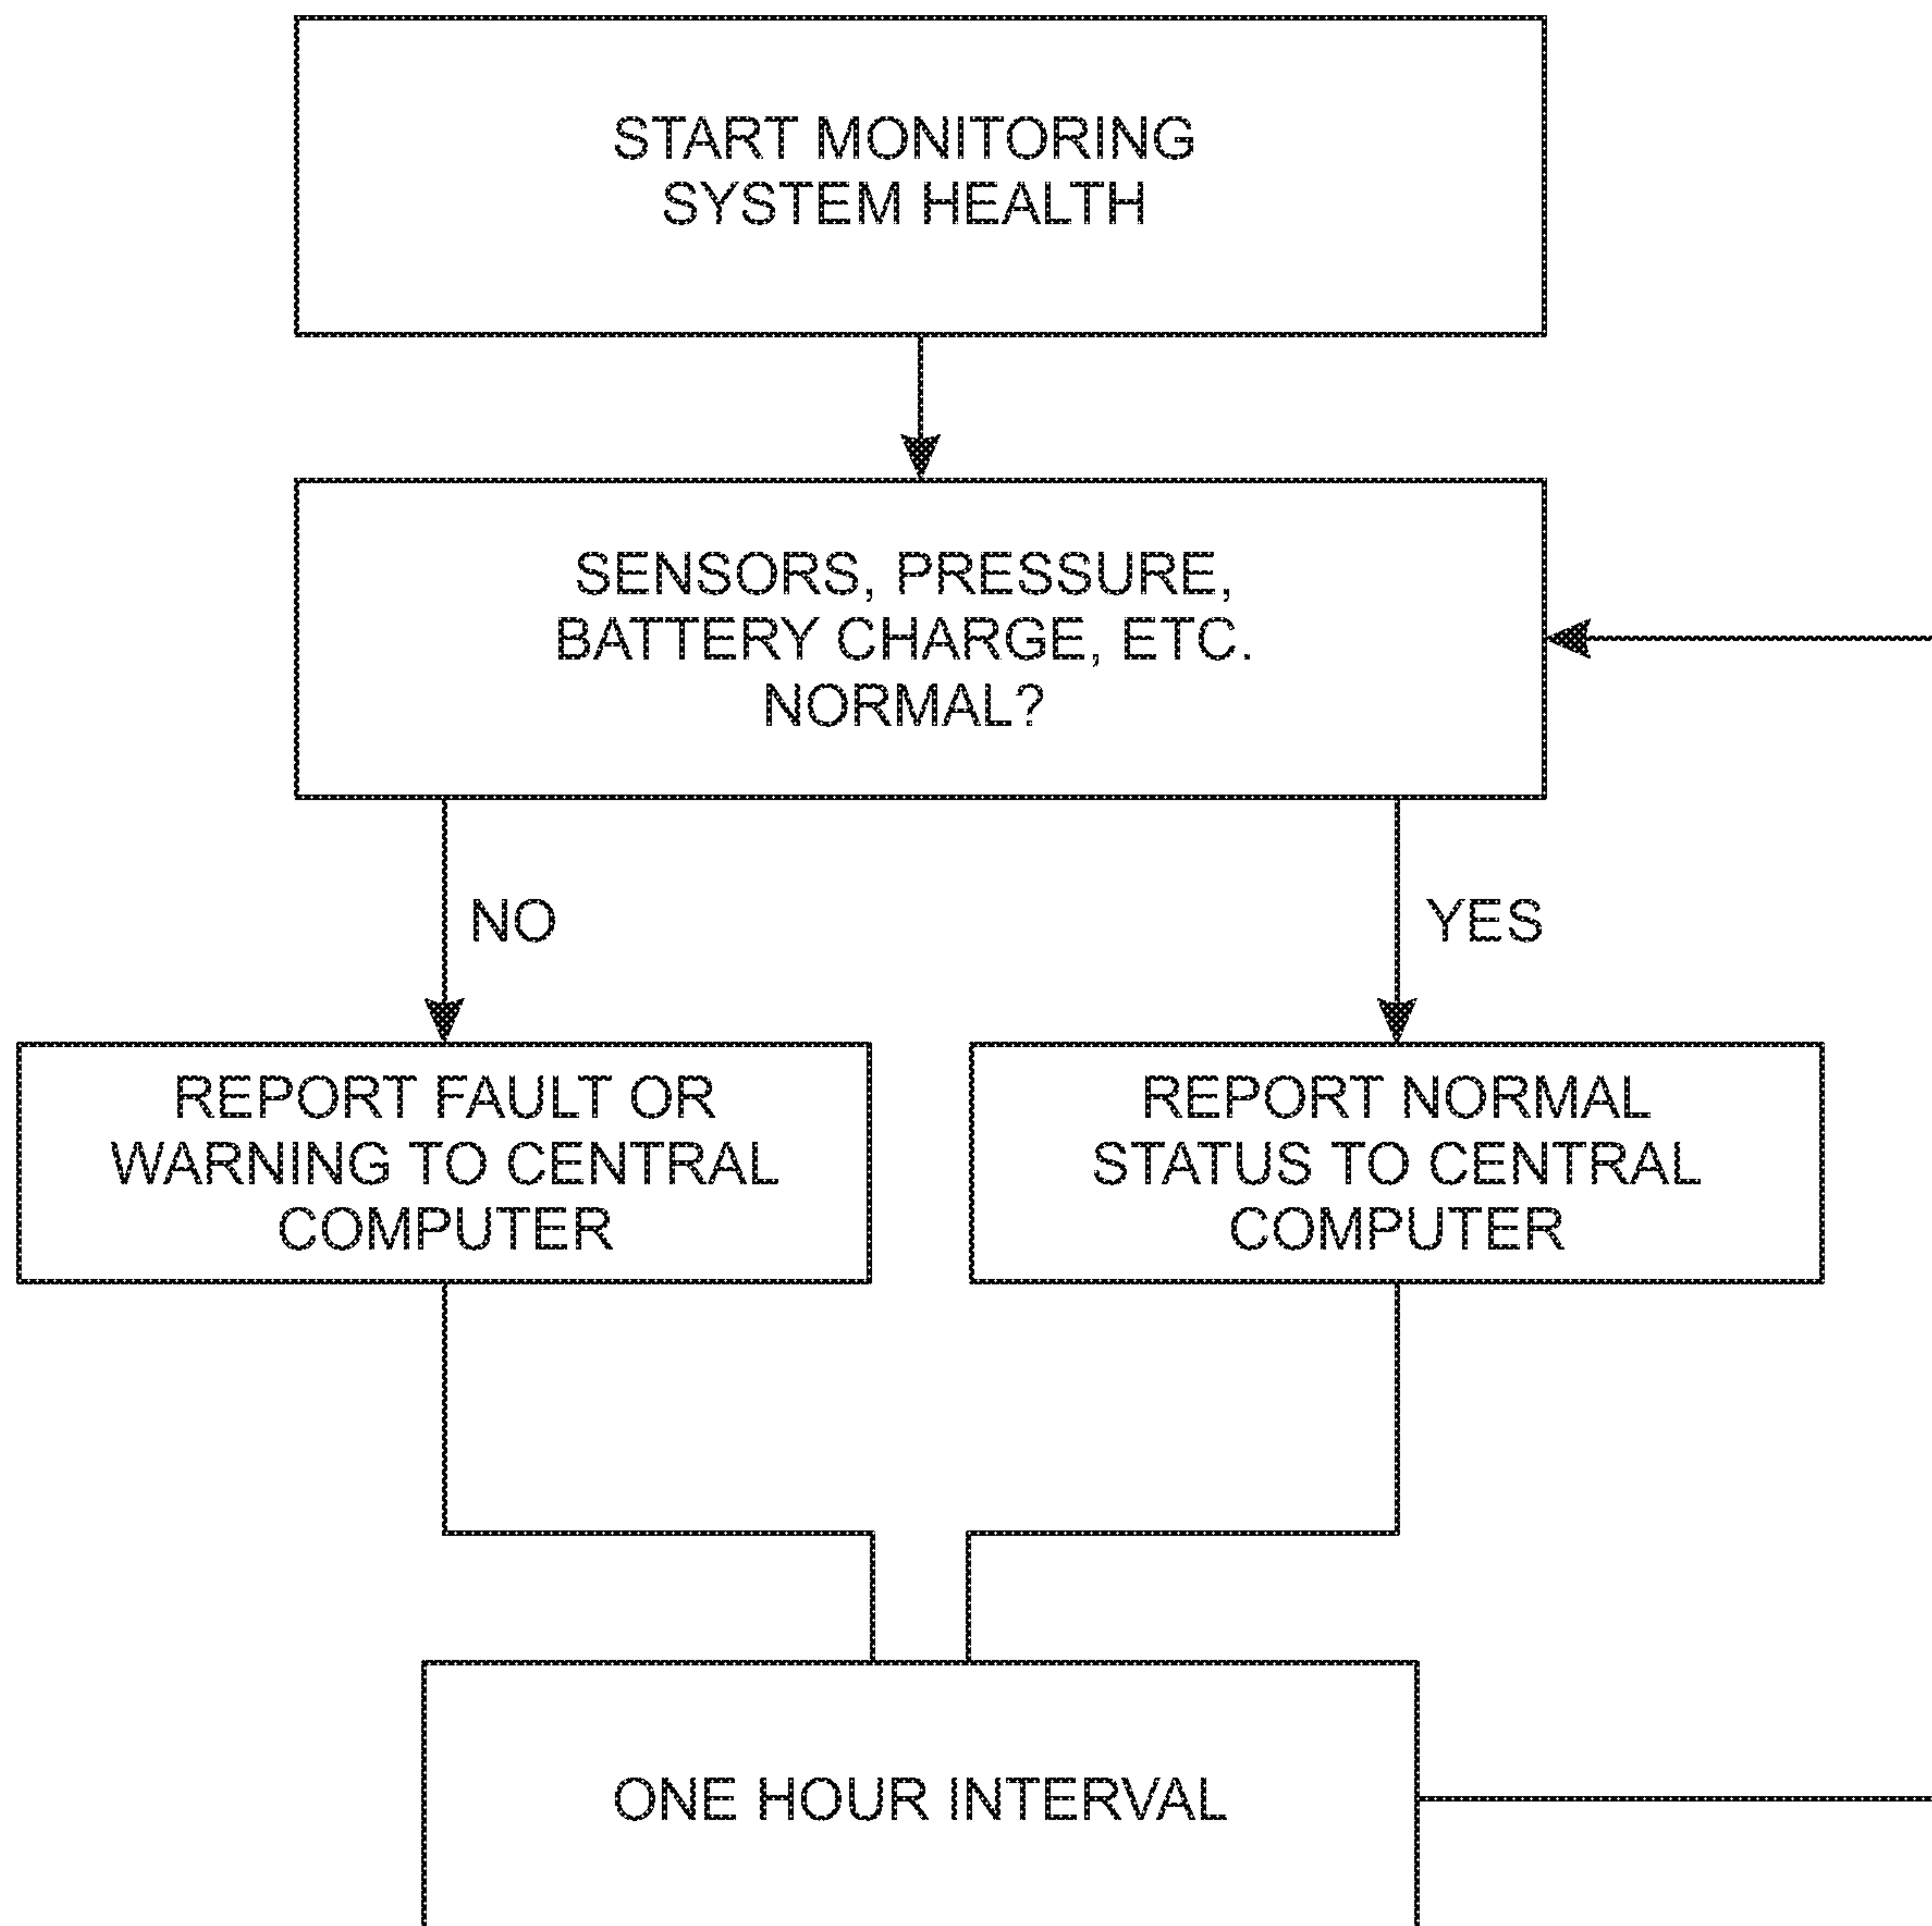 START MONITORING
SYSTEM HEALTH
SENSORS, PRESSURE,
BATTERY CHARGE, ETC.
NORMAL?
NO
YES
REPORT FAULT OR
WARNING TO CENTRAL
COMPUTER
REPORT NORMAL
STATUS TO CENTRAL
COMPUTER
ONE HOUR INTERVAL